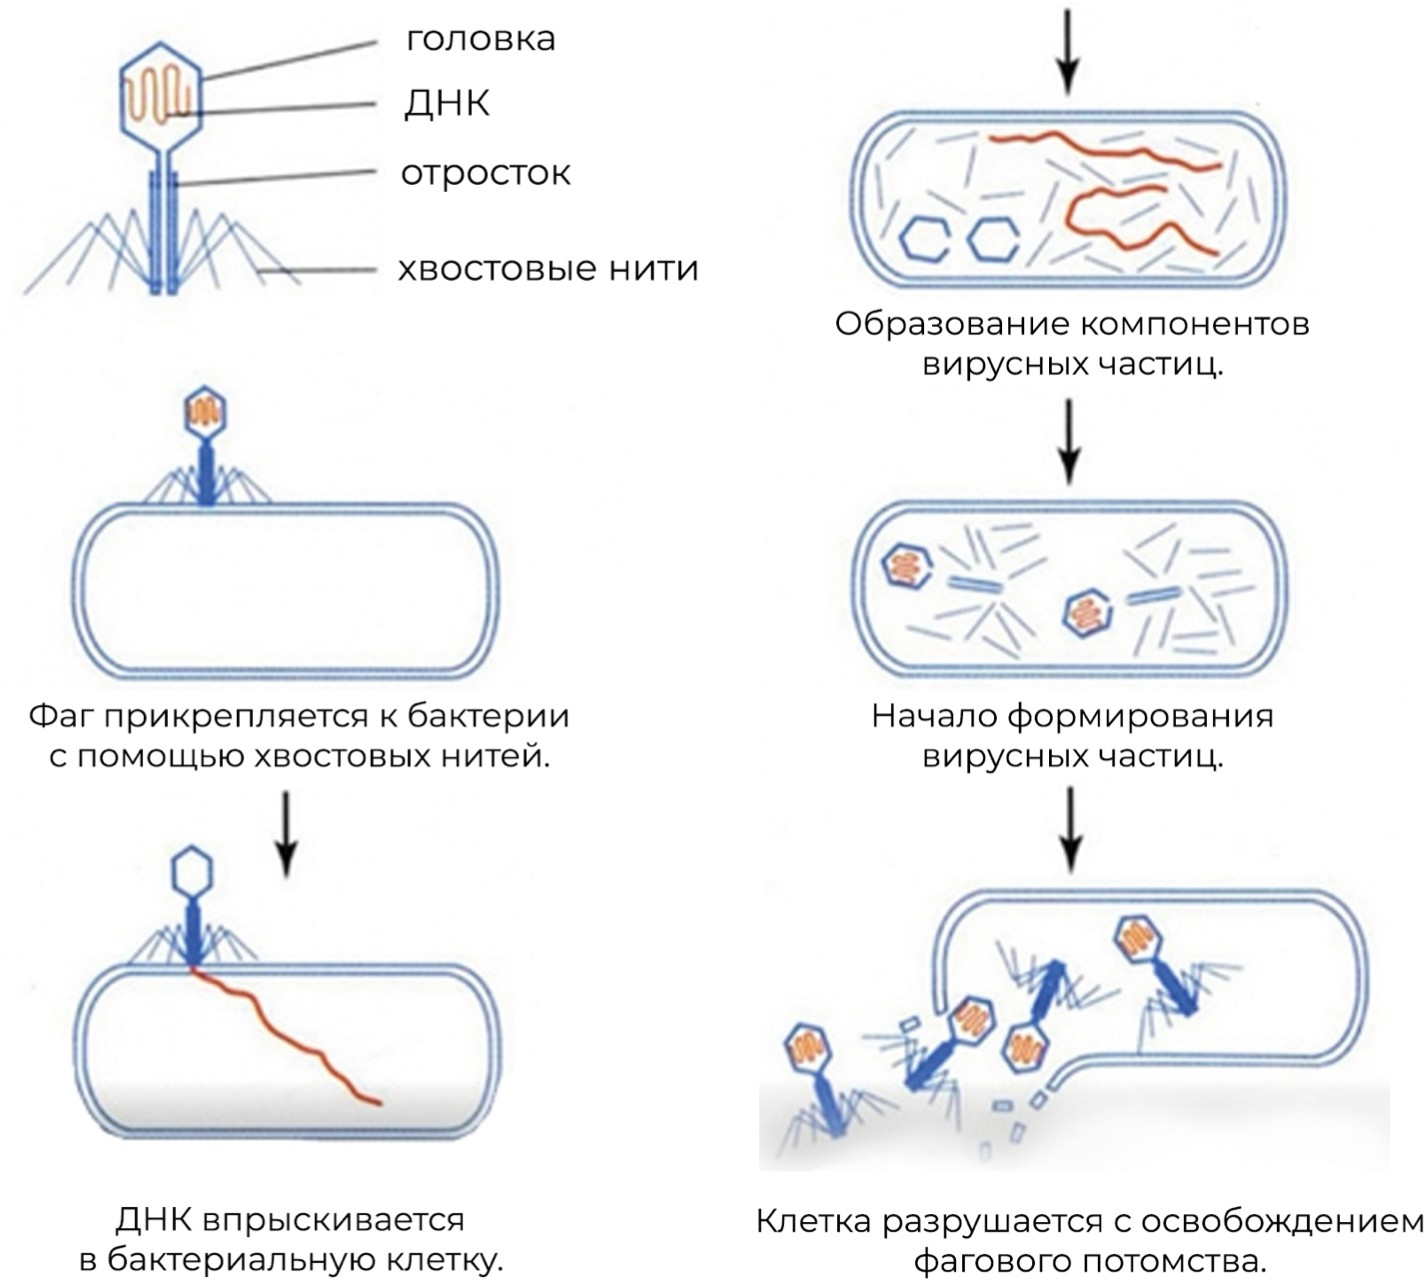 головка
ДНК
отросток
хвостовые нити
Фаг прикрепляется к бактерии
с помощью хвостовых нитей.
ДНК впрыскивается
в бактериальную клетку.
Образование компонентов
вирусных частиц.
Начало формирования
вирусных частиц.
Клетка разрушается с освобождением
фагового потомства.